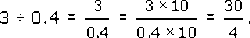 3 ÷ 0.4 = 3/0.4 = (3 × 10)/(0.4 × 10) = 30/4.